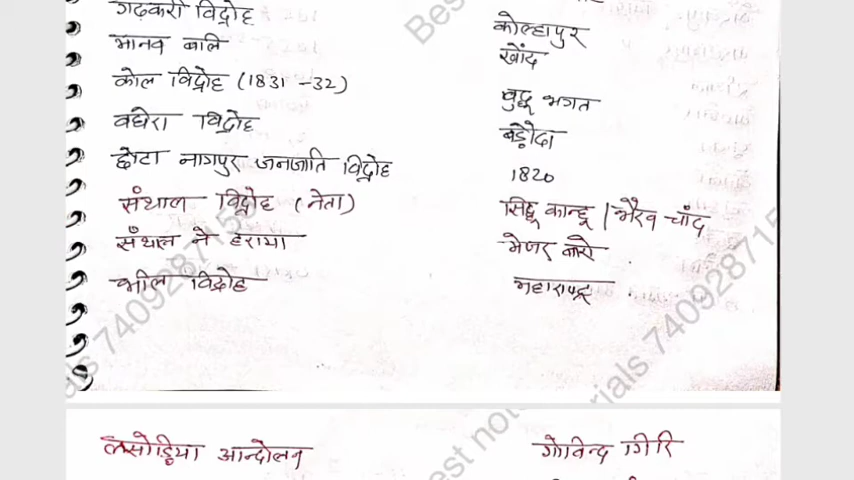 गढ़करी विद्रोह कोल्हापुर
मानव बलि खोंद
कोल विद्रोह (1831 -32) बुद्धू भगत
बघेरा विद्रोह बड़ौदा
छोटा नागपुर जनजाति विद्रोह 1820
संथाल विद्रोह (नेता) सिद्धू कान्हू / भैरव चाँद
संथाल ने हराया मेजर बारो
भील विद्रोह महाराष्ट्र
लसोड़िया आन्दोलन गोविन्द गिरि